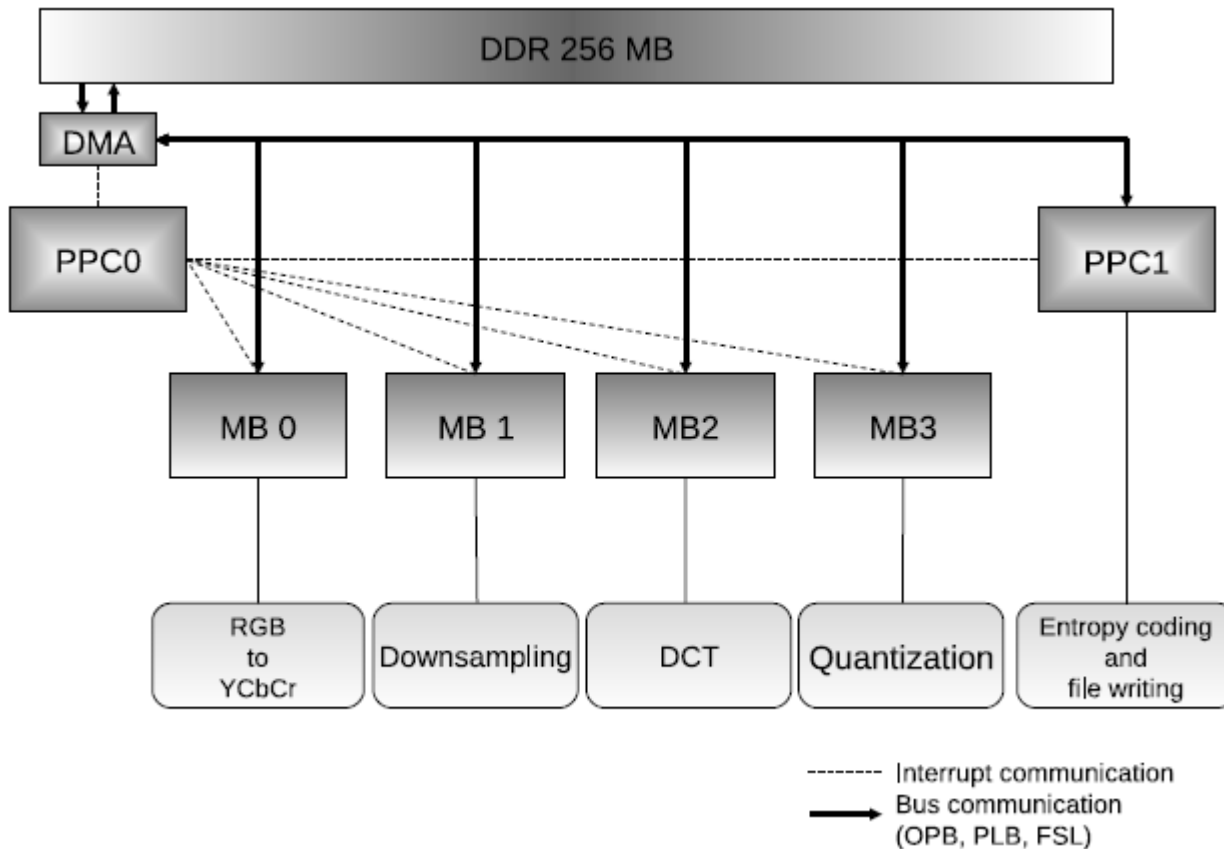 DDR 256 MB
DMA
PPC0
PPC1
MB 0
MB 1
MB2
MB3
RGB
to
YCbCr
Downsampling
DCT
Quantization
Entropy coding
and
file writing
Interrupt communication
Bus communication
(OPB, PLB, FSL)